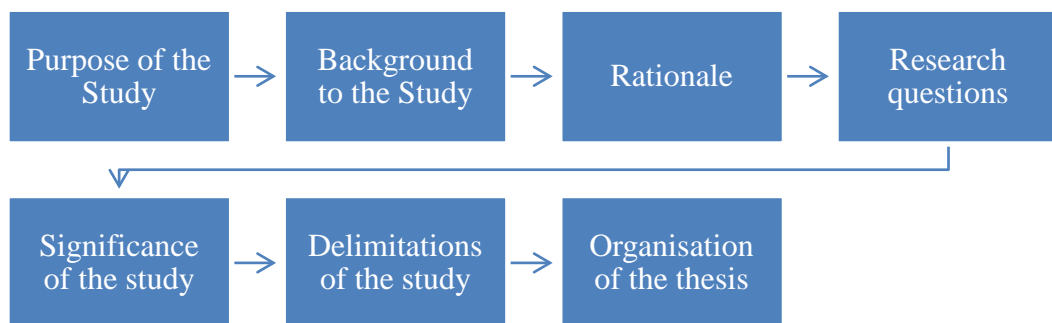 Purpose of the
Study
Background
to the Study
Rationale
Research
questions
Significance
of the study
Delimitations
of the study
Organisation
of the thesis